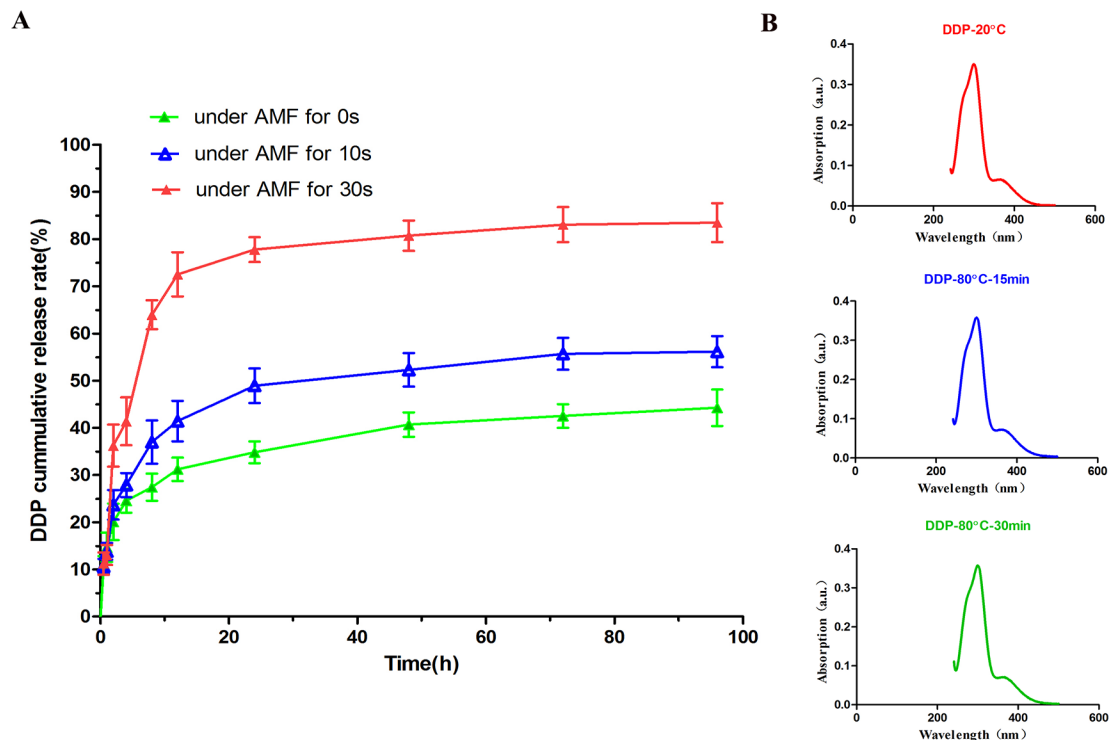 A
under AMF for 0s
under AMF for 10s
under AMF for 30s
100
90
80
70
60
50
40
30
20
10
0
DDP cummulative release rate(%)
0 20 40 60 80 100
Time(h)
B
DDP-20°C
0.4
0.3
0.2
0.1
0.0
Absorption (a.u.)
0 200 400 600
Wavelength (nm)
DDP-80°C-15min
0.4
0.3
0.2
0.1
0.0
Absorption (a.u.)
0 200 400 600
Wavelength (nm)
DDP-80°C-30min
0.4
0.3
0.2
0.1
0.0
Absorption (a.u.)
0 200 400 600
Wavelength (nm)